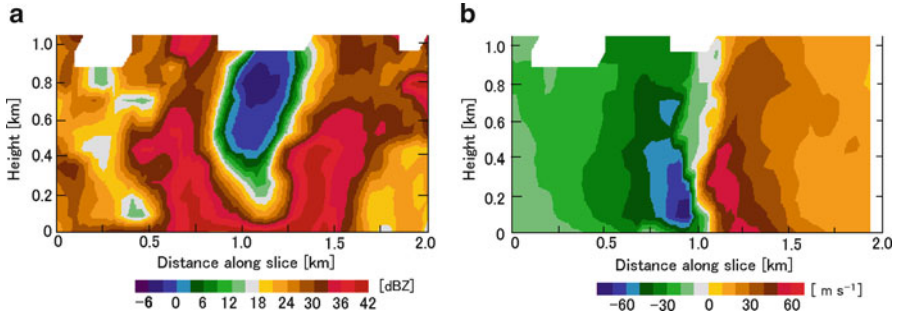 a
1.0
0.8
0.6
0.4
0.2
0
Height [km]
0 0.5 1.0 1.5 2.0
Distance along slice [km]
[dBZ]
-6 0 6 12 18 24 30 36 42
b
1.0
0.8
0.6
0.4
0.2
0
Height [km]
0 0.5 1.0 1.5 2.0
Distance along slice [km]
[ m s⁻¹]
-60 -30 0 30 60